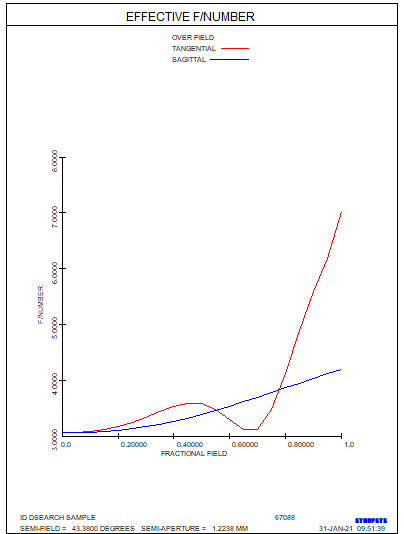 EFFECTIVE F/NUMBER
OVER FIELD
TANGENTIAL
SAGITTAL
8.0000
7.0000
6.0000
5.0000
4.0000
3.0000
F/NUMBER
0.0 0.20000 0.40000 0.60000 0.80000 1.0
FRACTIONAL FIELD
ID DSEARCH SAMPLE 67088 SYNOPSYS
SEMI-FIELD = 43.3800 DEGREES SEMI-APERTURE = 1.2238 MM 31-JAN-21 09:51:39